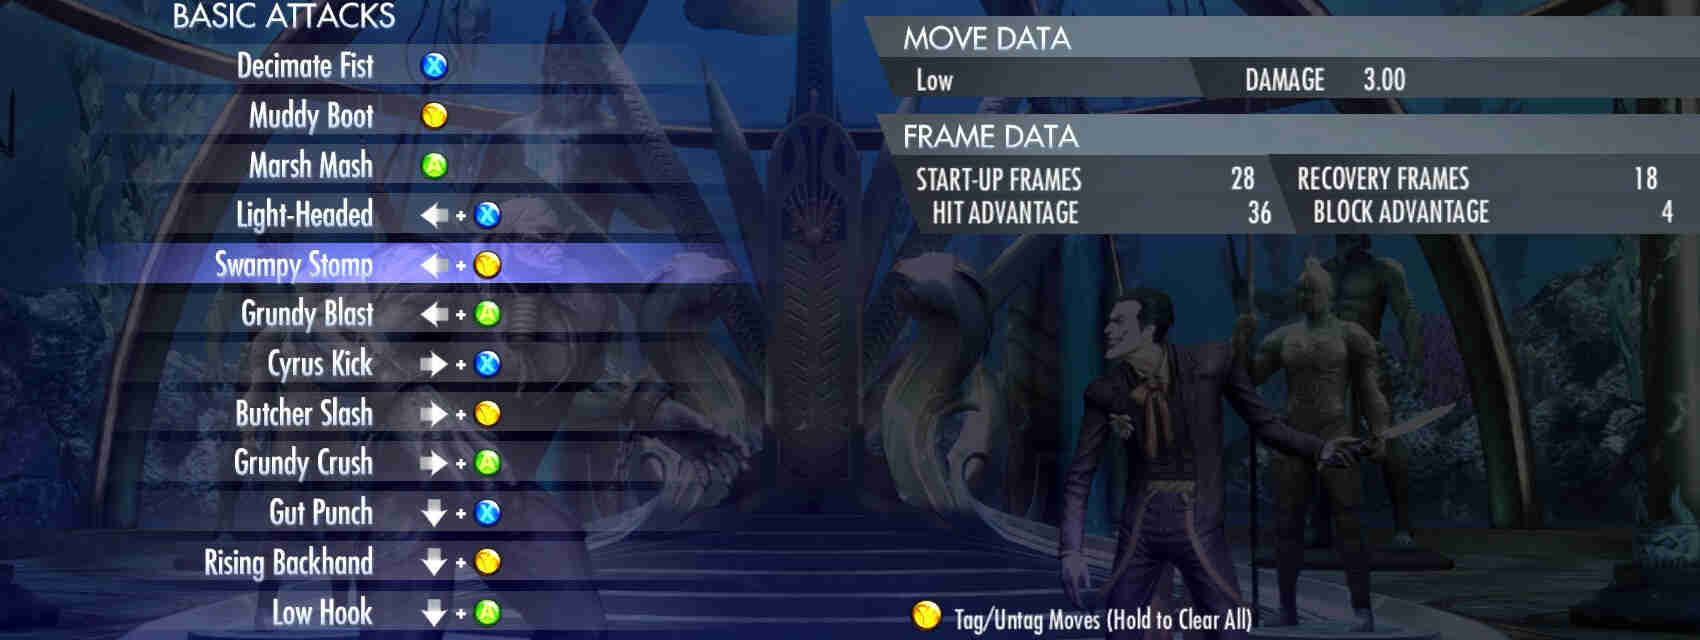 BASIC ATTACKS
Decimate Fist X
Muddy Boot Y
Marsh Mash A
Light-Headed + X
Swampy Stomp + Y
Grundy Blast + A
Cyrus Kick + X
Butcher Slash + Y
Grundy Crush + A
Gut Punch + X
Rising Backhand + Y
Low Hook + A
MOVE DATA
Low DAMAGE 3.00
FRAME DATA
START-UP FRAMES 28 RECOVERY FRAMES 18
HIT ADVANTAGE 36 BLOCK ADVANTAGE 4
Y Tag/Untag Moves (Hold to Clear All)